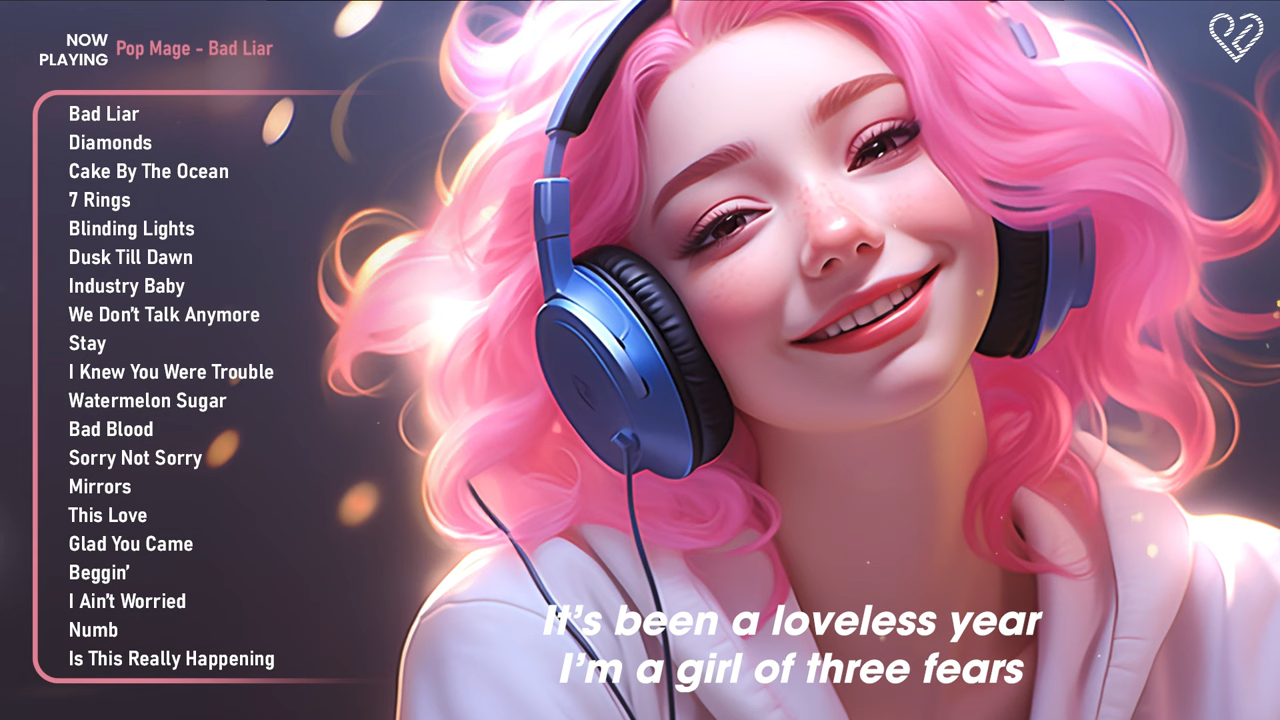 NOW
PLAYING
Pop Mage - Bad Liar
Bad Liar
Diamonds
Cake By The Ocean
7 Rings
Blinding Lights
Dusk Till Dawn
Industry Baby
We Don’t Talk Anymore
Stay
I Knew You Were Trouble
Watermelon Sugar
Bad Blood
Sorry Not Sorry
Mirrors
This Love
Glad You Came
Beggin’
I Ain’t Worried
Numb
Is This Really Happening
It’s been a loveless year
I’m a girl of three fears